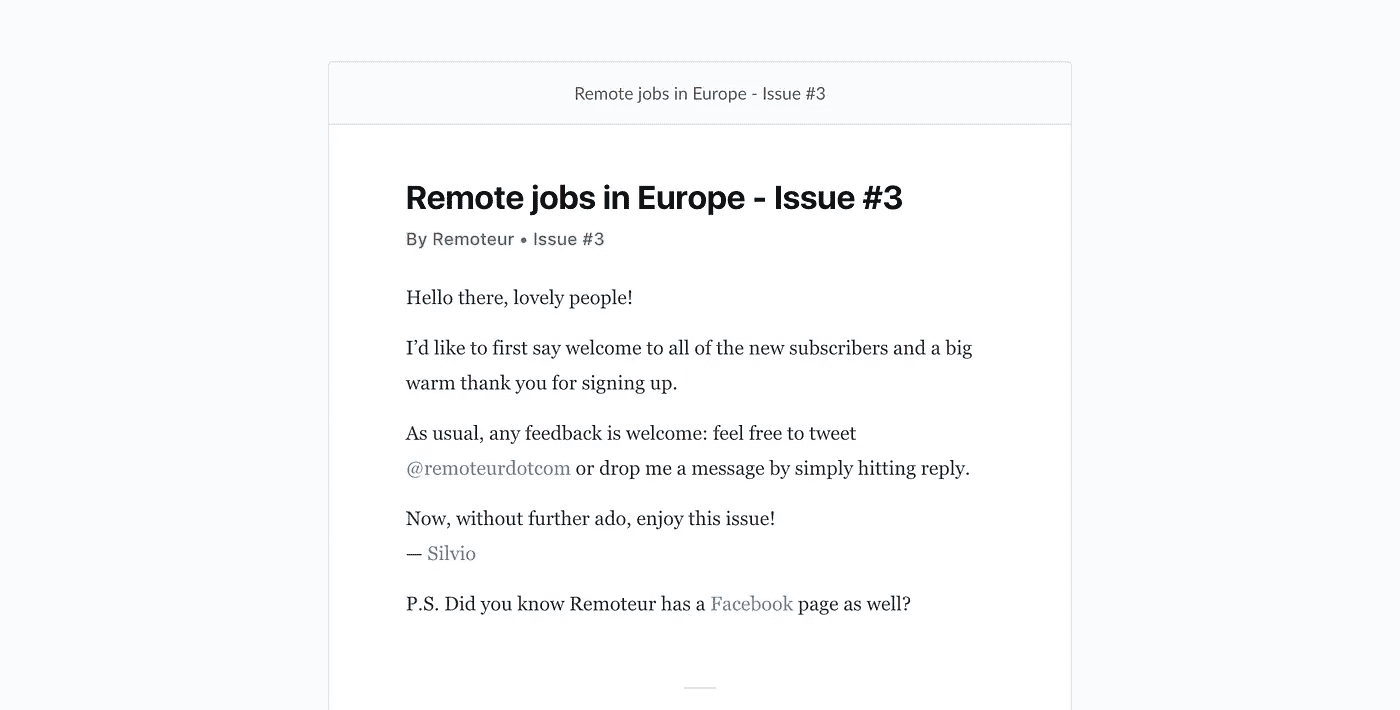 Remote jobs in Europe - Issue #3
Remote jobs in Europe - Issue #3
By Remoteur • Issue #3
Hello there, lovely people!
I’d like to first say welcome to all of the new subscribers and a big
warm thank you for signing up.
As usual, any feedback is welcome: feel free to tweet
@remoteurdotcom or drop me a message by simply hitting reply.
Now, without further ado, enjoy this issue!
— Silvio
P.S. Did you know Remoteur has a Facebook page as well?